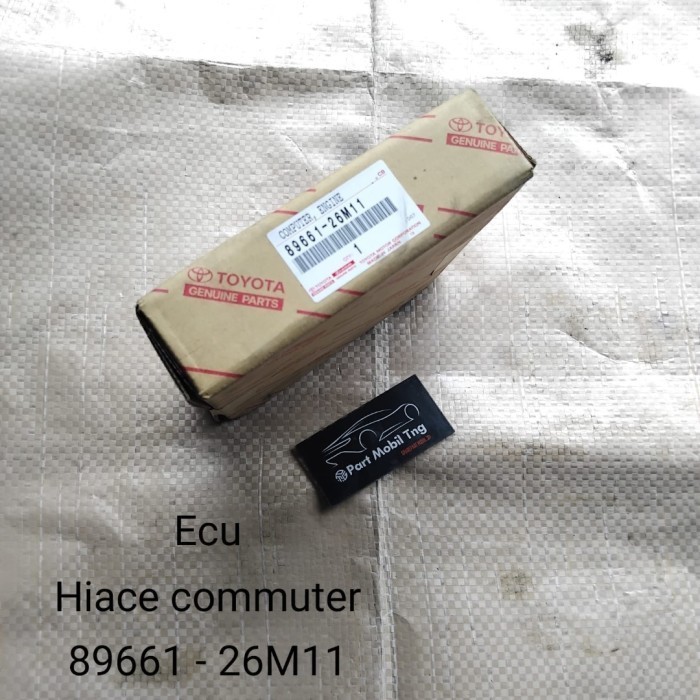 TOYOTA
GENUINE PARTS
COMPUTER, ENGINE
89661-26M11
1
TOYOTA
GENUINE PARTS
Part Mobil Tng
Ecu
Hiace commuter
89661 - 26M11